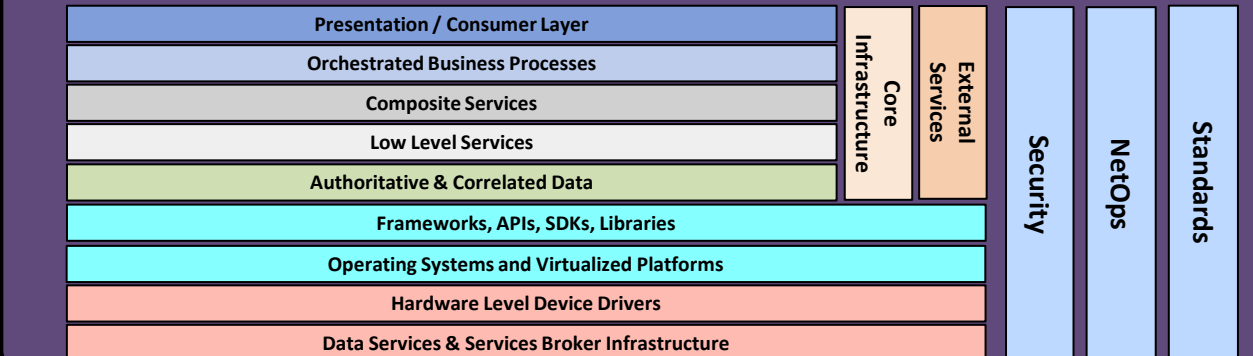 Presentation / Consumer Layer
Orchestrated Business Processes
Composite Services
Low Level Services
Authoritative & Correlated Data
Frameworks, APIs, SDKs, Libraries
Operating Systems and Virtualized Platforms
Hardware Level Device Drivers
Data Services & Services Broker Infrastructure
Core
Infrastructure
External
Services
Security
NetOps
Standards